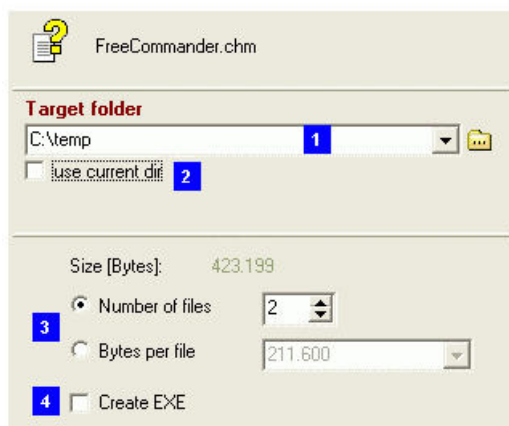 FreeCommander.chm
Target folder
C:\temp 1
use current dir 2
Size [Bytes]: 423.199
Number of files 2
3
Bytes per file 211.600
4 Create EXE